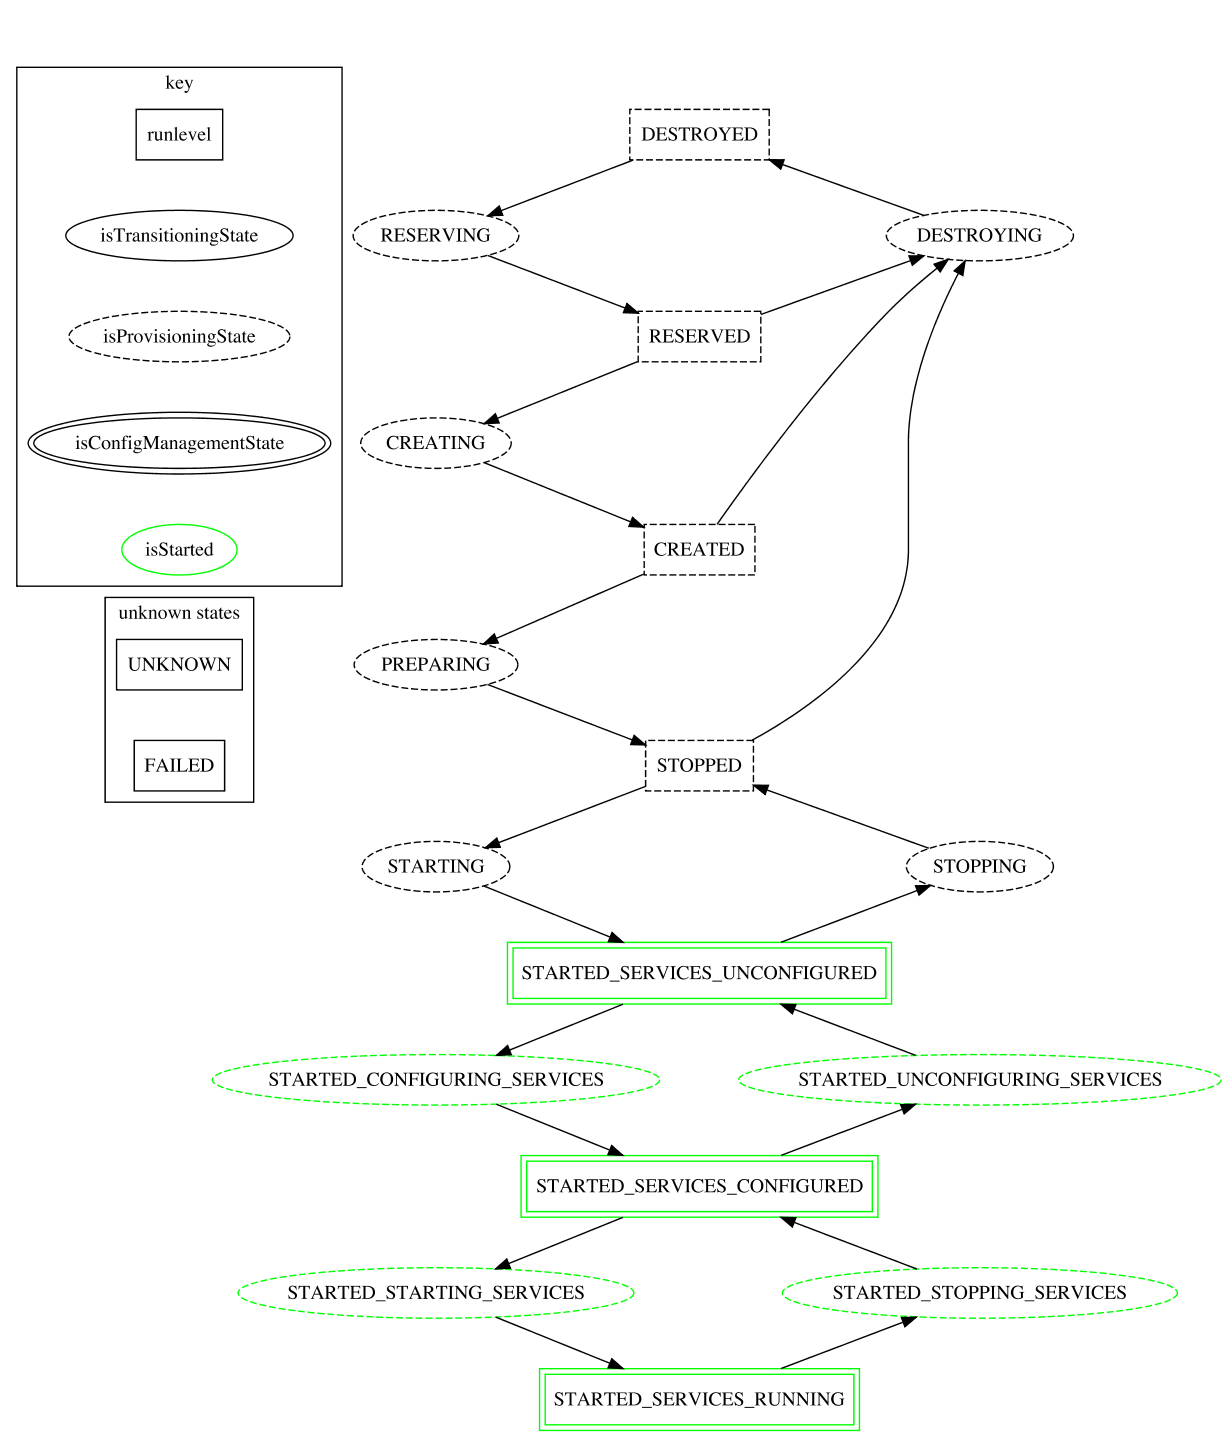 key
runlevel
isTransitioningState
isProvisioningState
isConfigManagementState
isStarted
unknown states
UNKNOWN
FAILED
DESTROYED
RESERVING
DESTROYING
RESERVED
CREATING
CREATED
PREPARING
STOPPED
STARTING
STOPPING
STARTED_SERVICES_UNCONFIGURED
STARTED_CONFIGURING_SERVICES
STARTED_UNCONFIGURING_SERVICES
STARTED_SERVICES_CONFIGURED
STARTED_STARTING_SERVICES
STARTED_STOPPING_SERVICES
STARTED_SERVICES_RUNNING